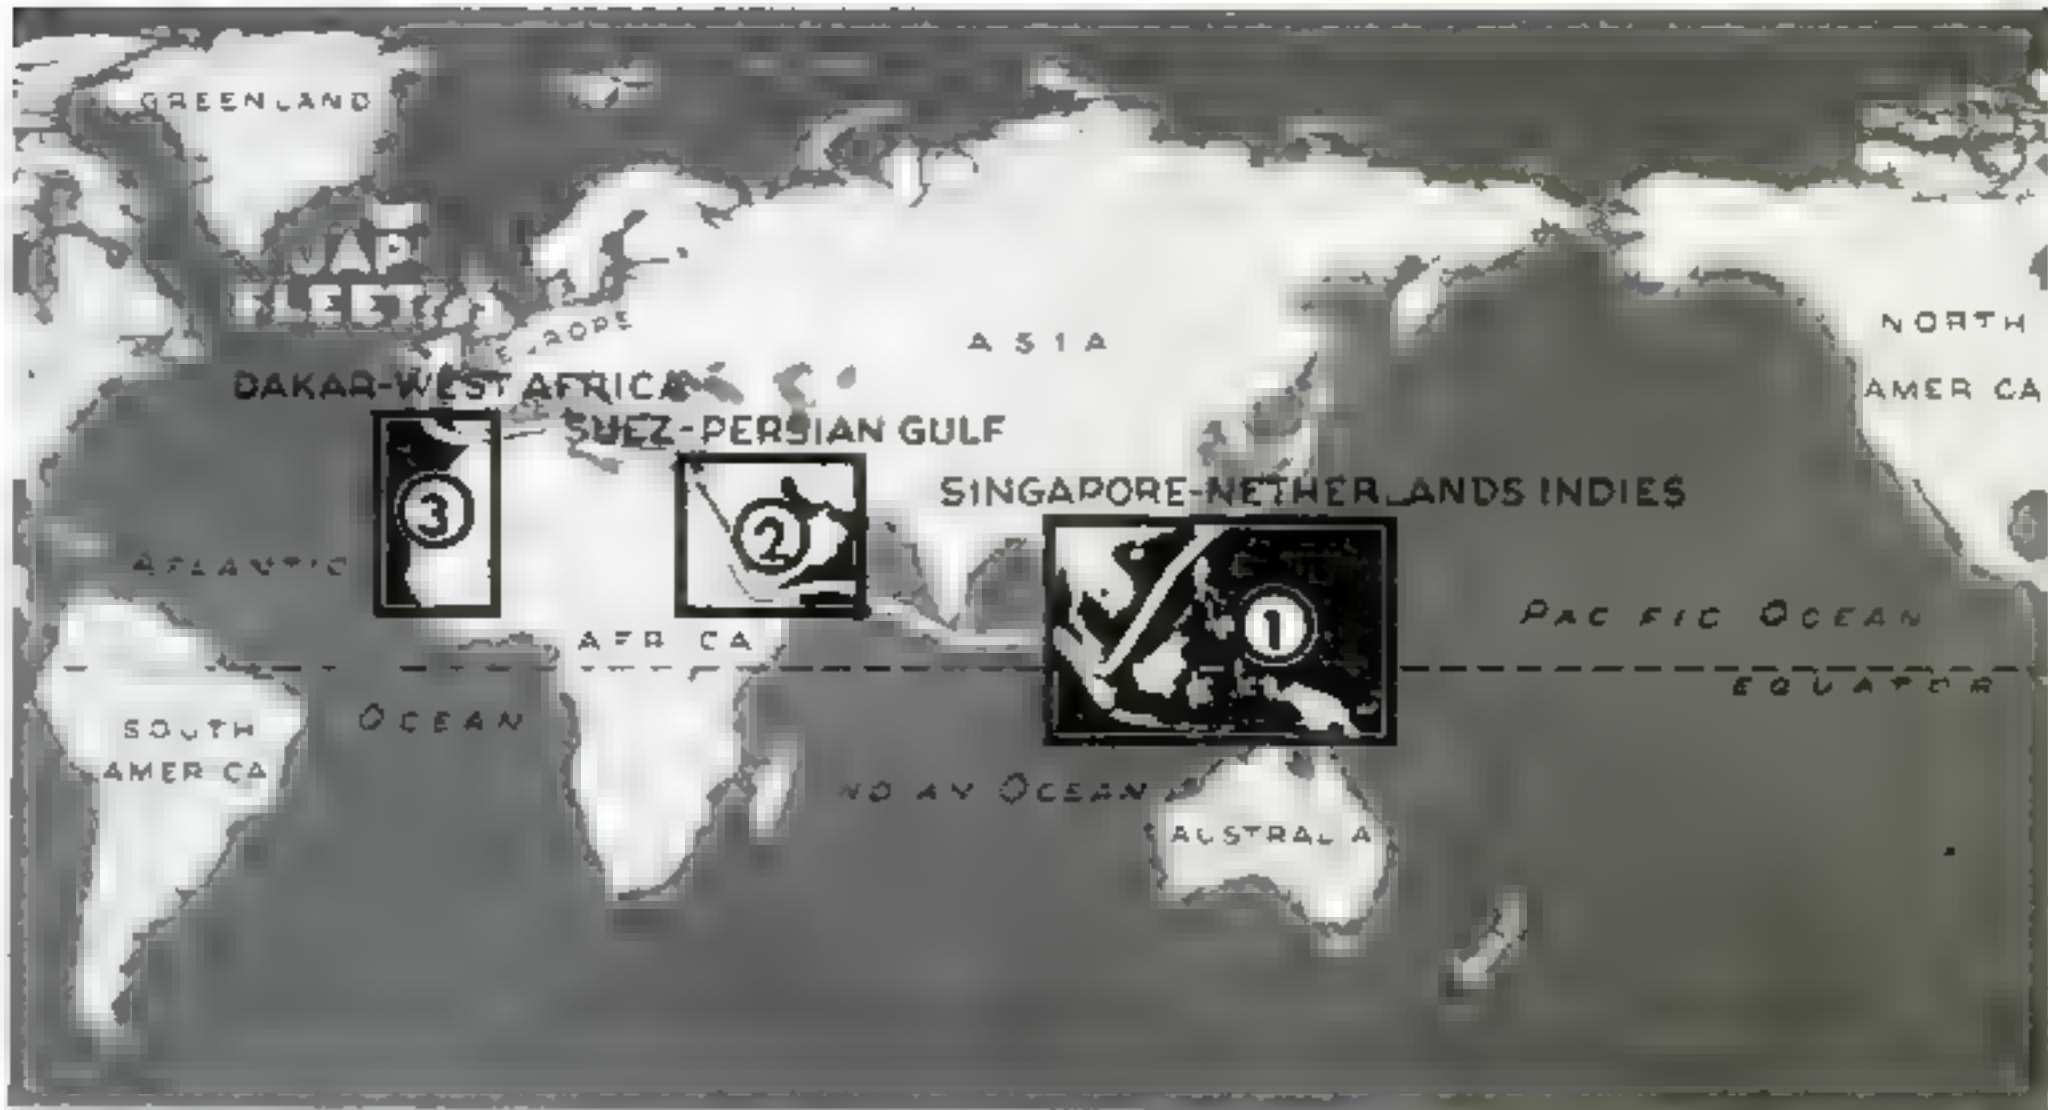 GREENLAND
JAP
FLEET
EUROPE
ASIA
NORTH
AMERICA
DAKAR-WEST AFRICA
SUEZ-PERSIAN GULF
SINGAPORE-NETHERLANDS INDIES
3
2
1
ATLANTIC
PACIFIC OCEAN
AFRICA
EQUATOR
OCEAN
SOUTH
AMERICA
INDIAN OCEAN
AUSTRALIA